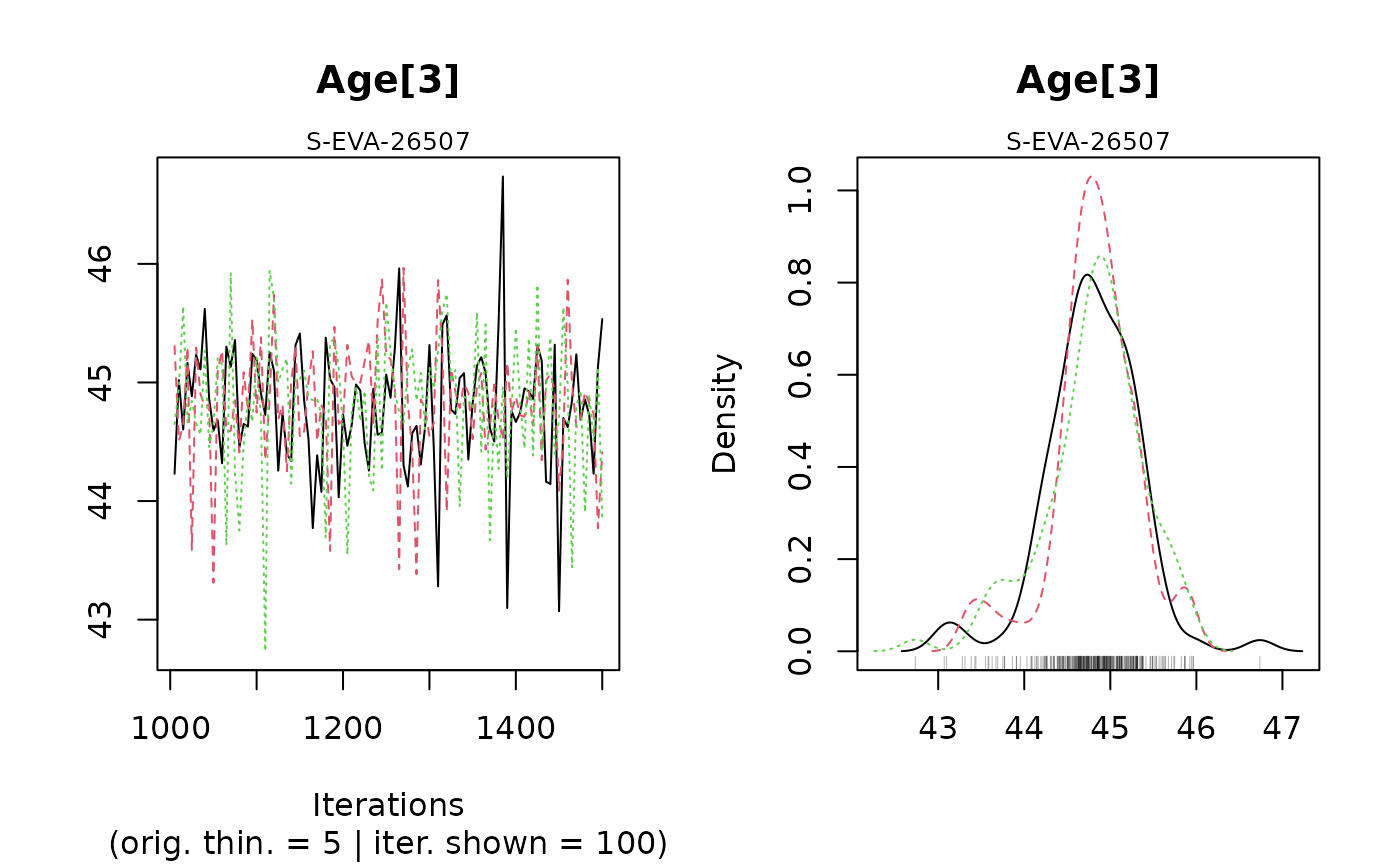 Age[3]
S-EVA-26507
46
45
44
43
1000
1200
1400
Iterations
(orig. thin. = 5 | iter. shown = 100)
Age[3]
S-EVA-26507
Density
1.0
0.8
0.6
0.4
0.2
0.0
43
44
45
46
47